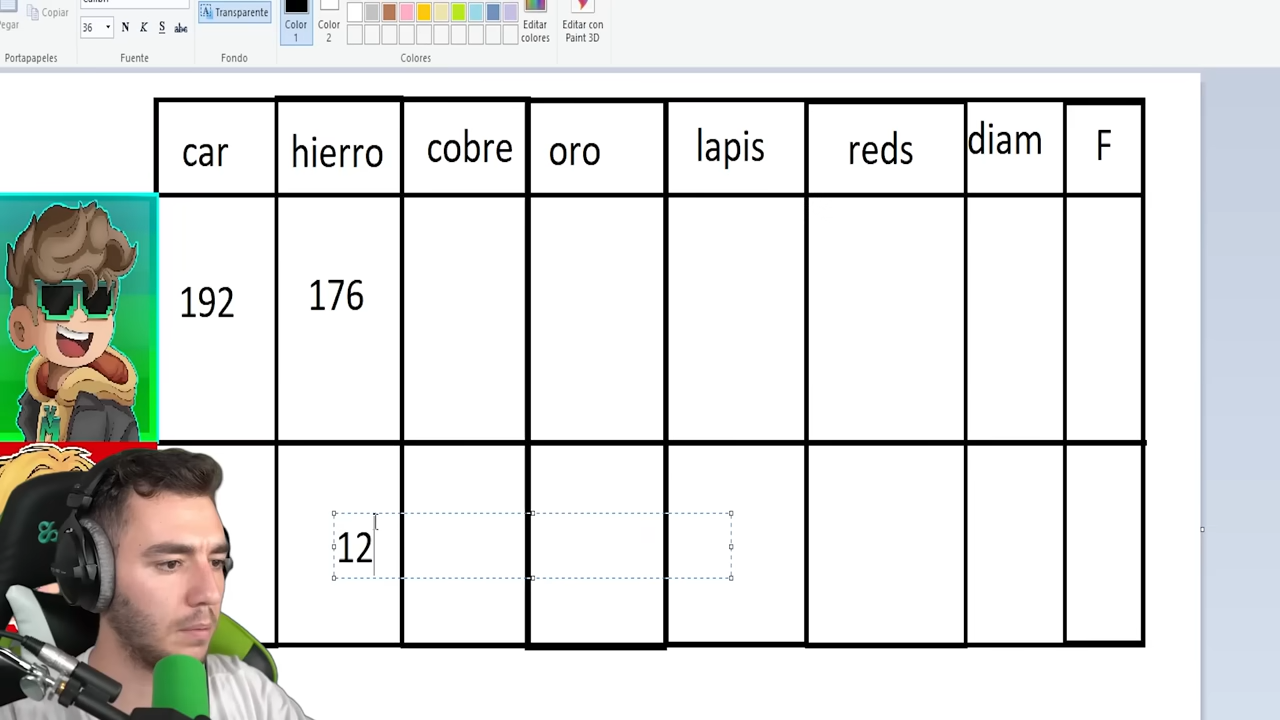 Pegar
Copiar
36
N K S abc
Transparente
Color
1
Color
2
Editar
colores
Editar con
Paint 3D
Portapapeles
Fuente
Fondo
Colores
car hierro cobre oro lapis reds diam F
192 176
12